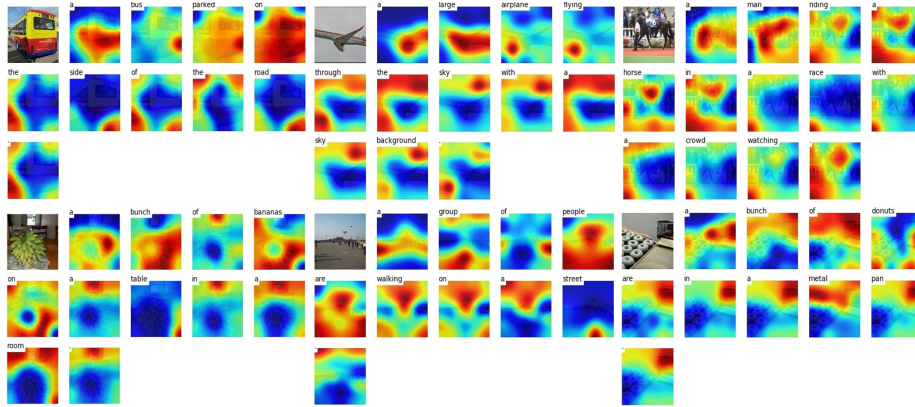 a bus parked on a large airplane flying a man riding a
the side of the road through the sky with a horse in a race with
. sky background . a crowd watching .
a bunch of bananas a group of people a bunch of donuts
on a table in a are walking on a street are in a metal pan
room . . .